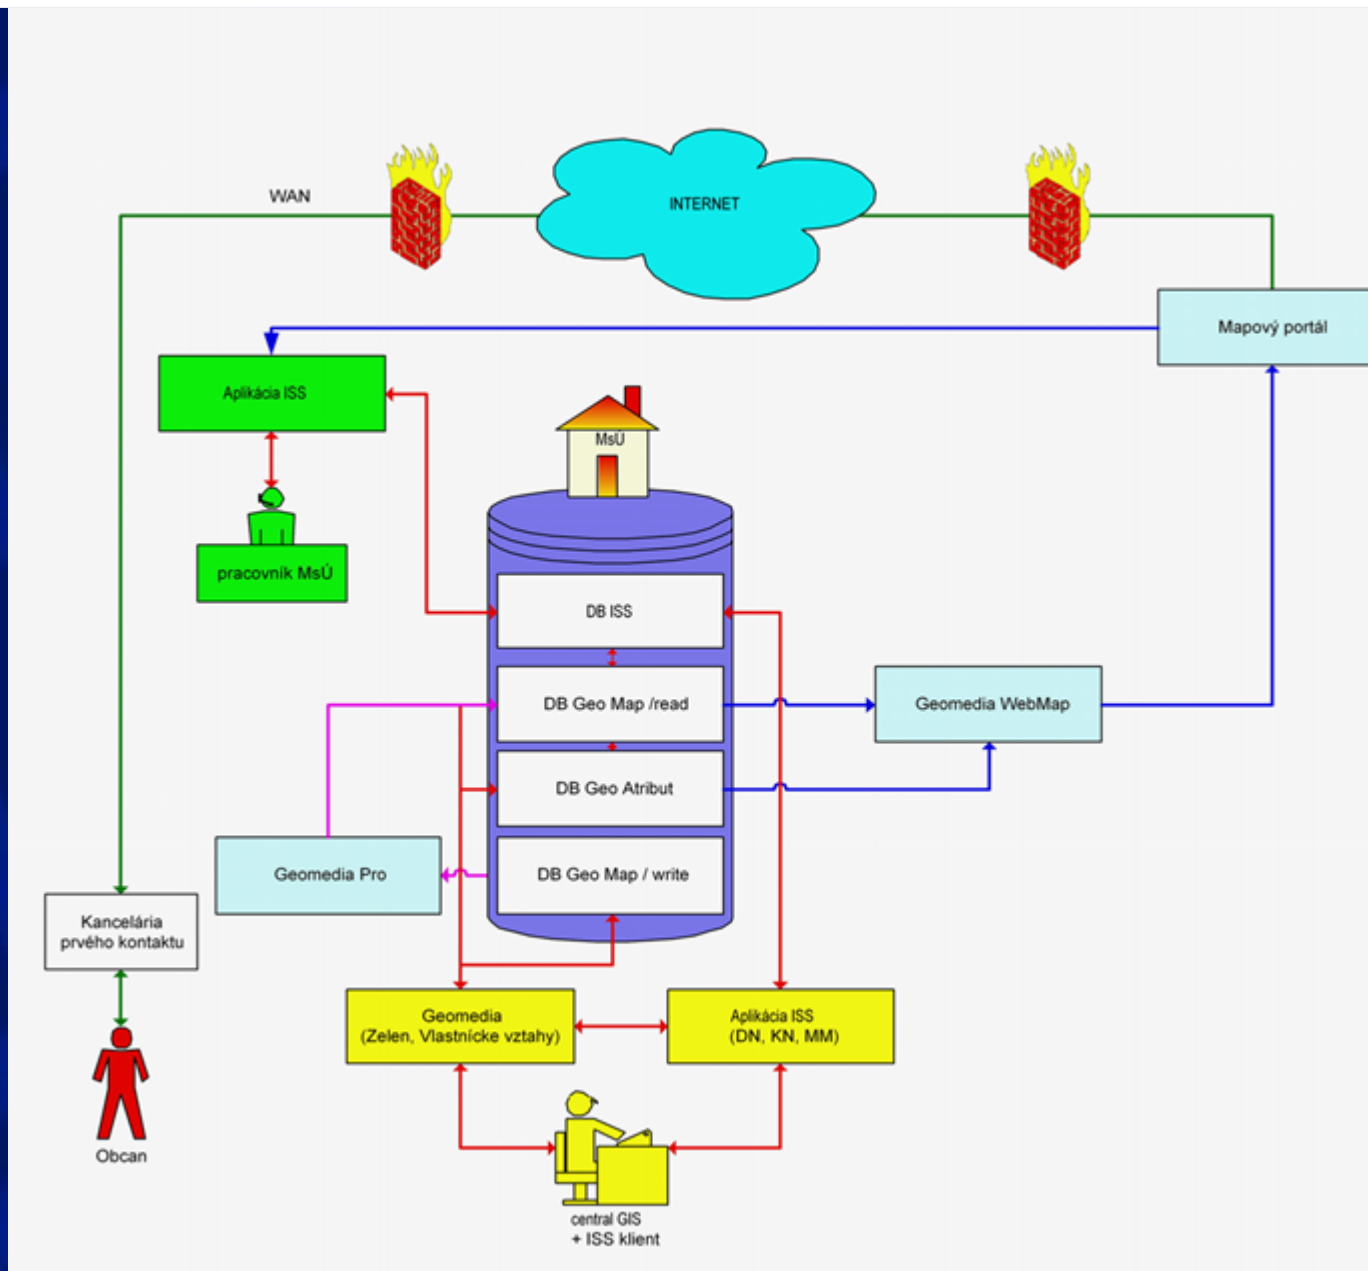 WAN
INTERNET
Mapový portál
Aplikácia ISS
MsÚ
pracovník MsÚ
DB ISS
DB Geo Map /read
Geomedia WebMap
DB Geo Atribut
Geomedia Pro
DB Geo Map / write
Kancelária
prvého kontaktu
Geomedia
(Zelen, Vlastnícke vztahy)
Aplikácia ISS
(DN, KN, MM)
Obcan
central GIS
+ ISS klient